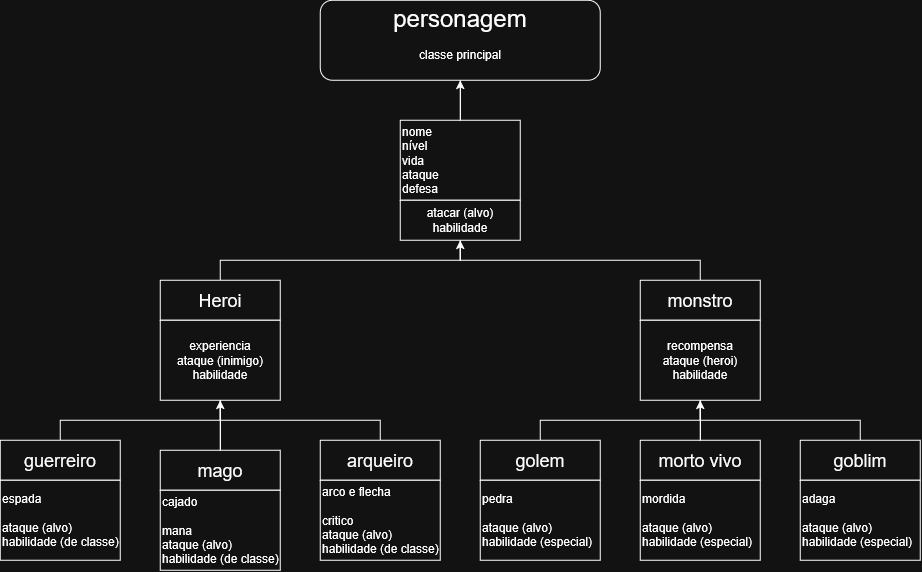 personagem
classe principal
nome
nível
vida
ataque
defesa
atacar (alvo)
habilidade
Heroi
experiencia
ataque (inimigo)
habilidade
monstro
recompensa
ataque (heroi)
habilidade
guerreiro
espada
ataque (alvo)
habilidade (de classe)
mago
cajado
mana
ataque (alvo)
habilidade (de classe)
arqueiro
arco e flecha
critico
ataque (alvo)
habilidade (de classe)
golem
pedra
ataque (alvo)
habilidade (especial)
morto vivo
mordida
ataque (alvo)
habilidade (especial)
goblim
adaga
ataque (alvo)
habilidade (especial)